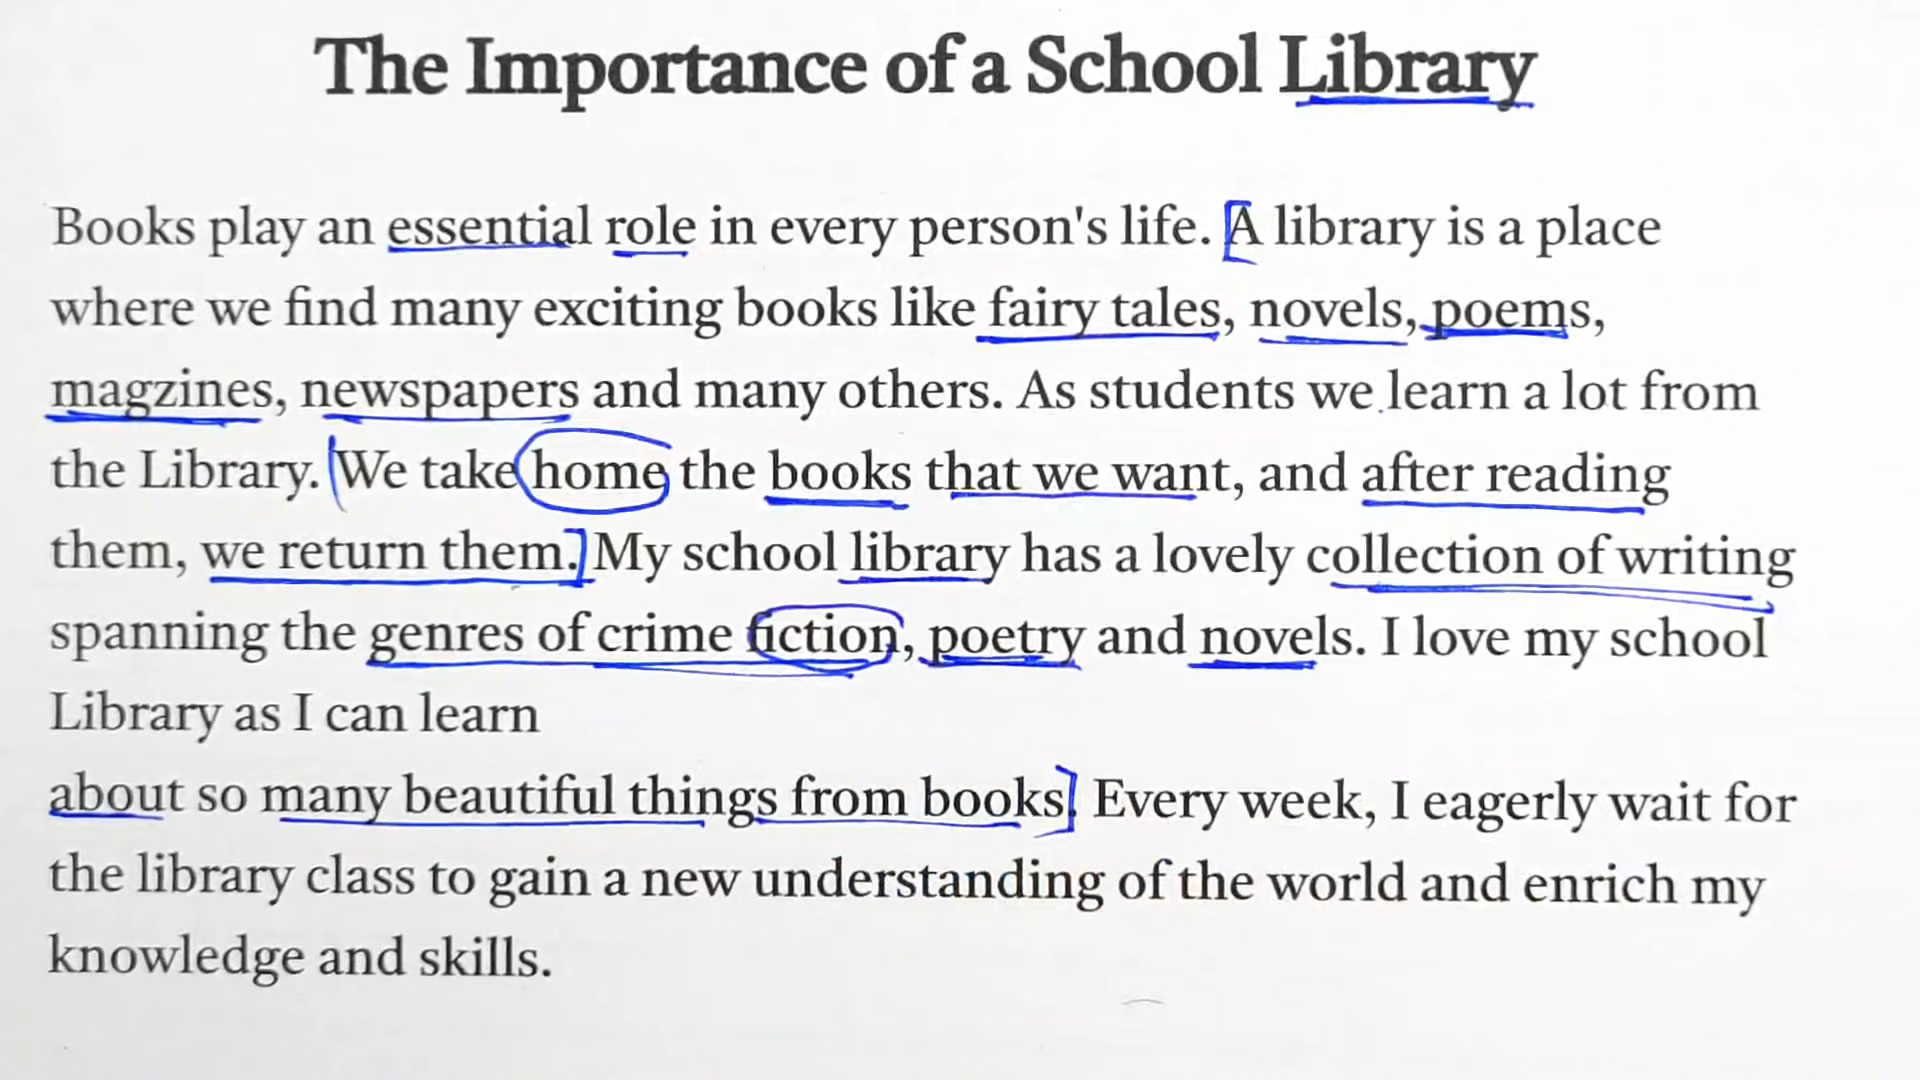 The Importance of a School Library
Books play an essential role in every person's life. A library is a place
where we find many exciting books like fairy tales, novels, poems,
magzines, newspapers and many others. As students we learn a lot from
the Library. We take home the books that we want, and after reading
them, we return them. My school library has a lovely collection of writing
spanning the genres of crime fiction, poetry and novels. I love my school
Library as I can learn
about so many beautiful things from books. Every week, I eagerly wait for
the library class to gain a new understanding of the world and enrich my
knowledge and skills.